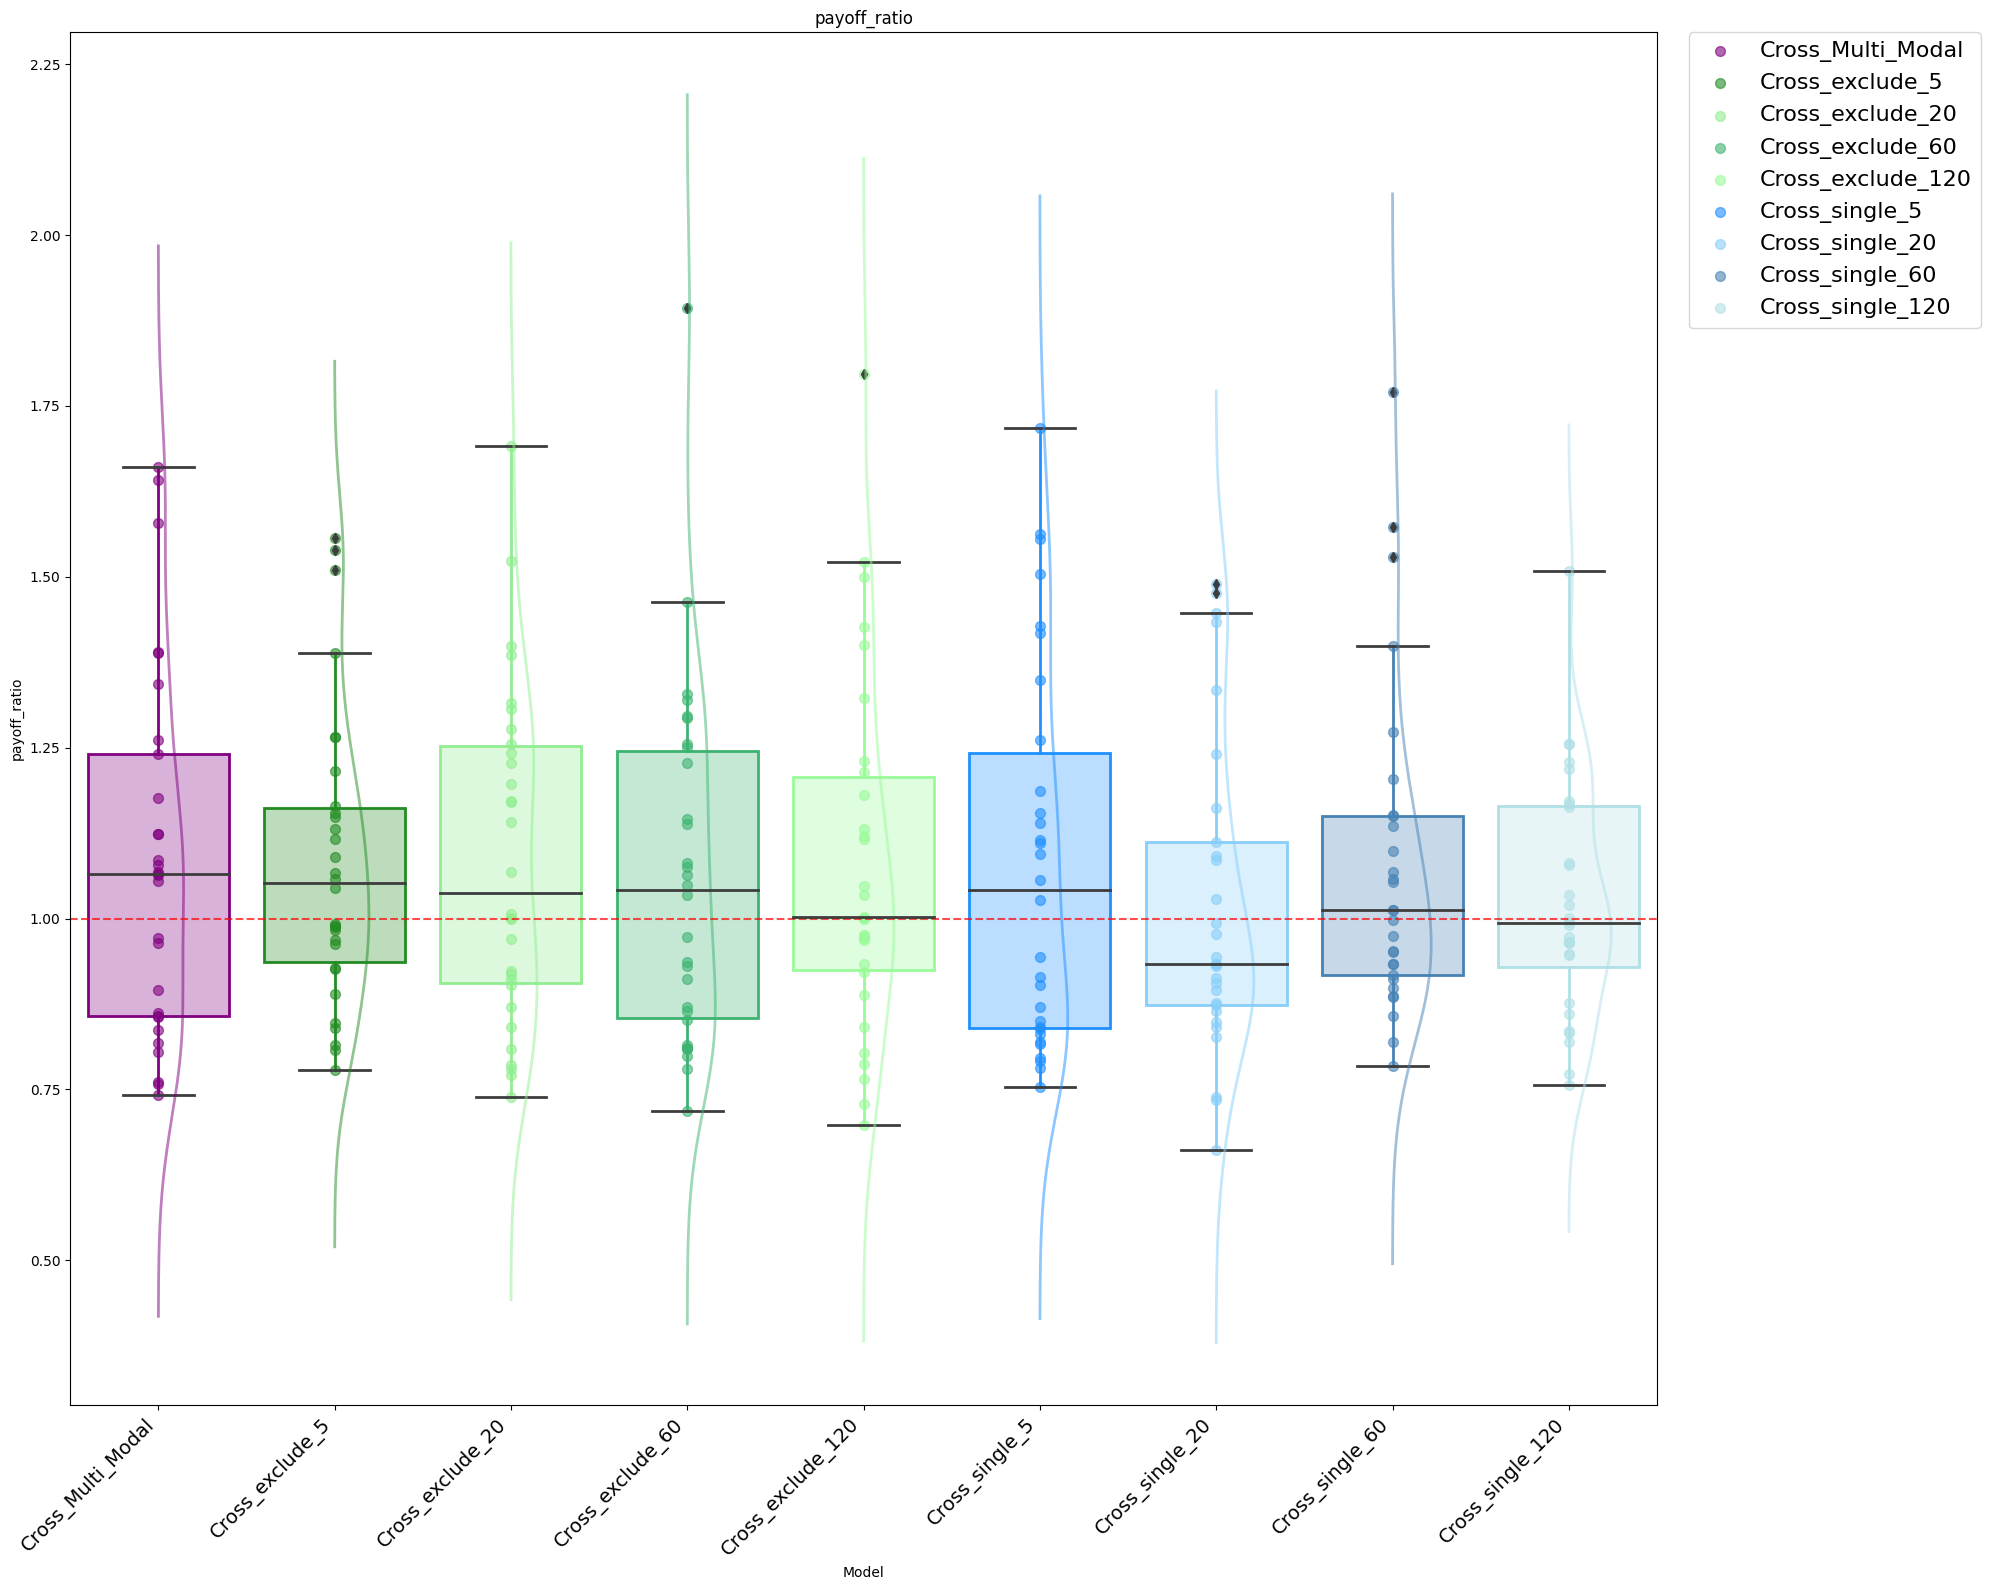 payoff_ratio
2.25
2.00
1.75
1.50
1.25
1.00
0.75
0.50
payoff_ratio
Cross_Multi_Modal
Cross_exclude_5
Cross_exclude_20
Cross_exclude_60
Cross_exclude_120
Cross_single_5
Cross_single_20
Cross_single_60
Cross_single_120
Model
Cross_Multi_Modal
Cross_exclude_5
Cross_exclude_20
Cross_exclude_60
Cross_exclude_120
Cross_single_5
Cross_single_20
Cross_single_60
Cross_single_120